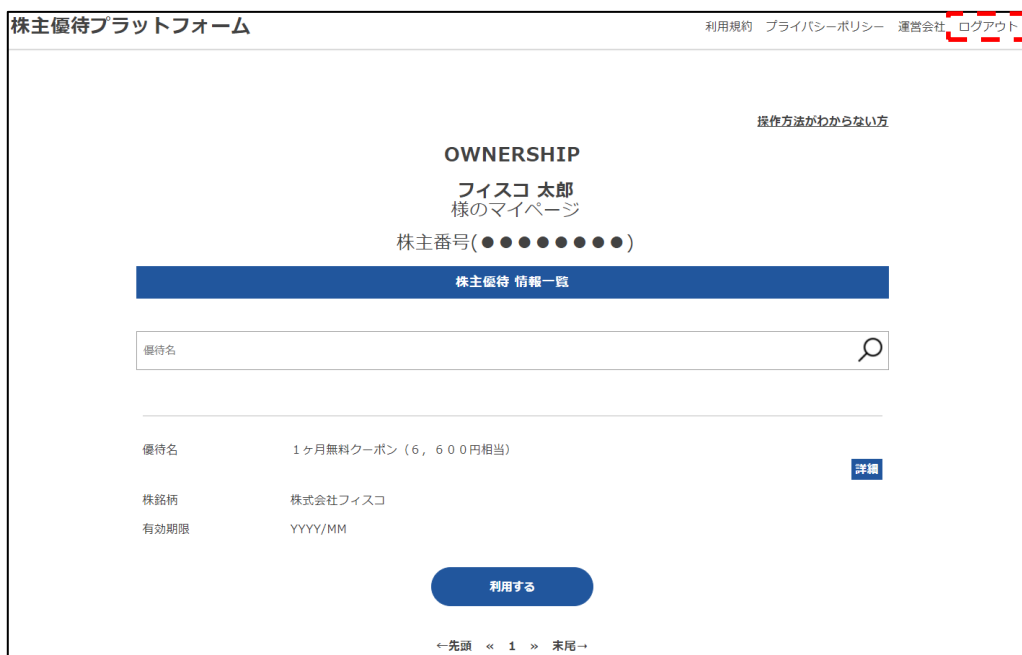 株主優待プラットフォーム
利用規約 プライバシーポリシー 運営会社 ログアウト
操作方法がわからない方
OWNERSHIP
フィスコ 太郎
様のマイページ
株主番号(●●●●●●●●)
株主優待 情報一覧
優待名
優待名 1ヶ月無料クーポン（6，600円相当）
詳細
株銘柄 株式会社フィスコ
有効期限 YYYY/MM
利用する
←先頭 « 1 » 末尾→